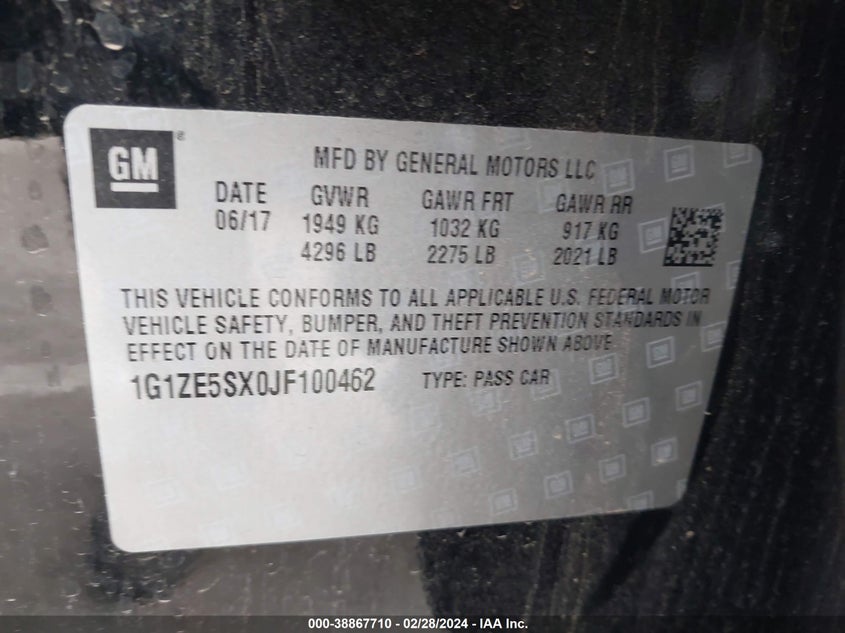 GM®
MFD BY GENERAL MOTORS LLC
DATE GVWR GAWR FRT GAWR RR
06/17 1949 KG 1032 KG 917 KG
4296 LB 2275 LB 2021 LB
THIS VEHICLE CONFORMS TO ALL APPLICABLE U.S. FEDERAL MOTOR
VEHICLE SAFETY, BUMPER, AND THEFT PREVENTION STANDARDS IN
EFFECT ON THE DATE OF MANUFACTURE SHOWN ABOVE.
1G1ZE5SX0JF100462 TYPE: PASS CAR
000-38867710 - 02/28/2024 - IAA Inc.